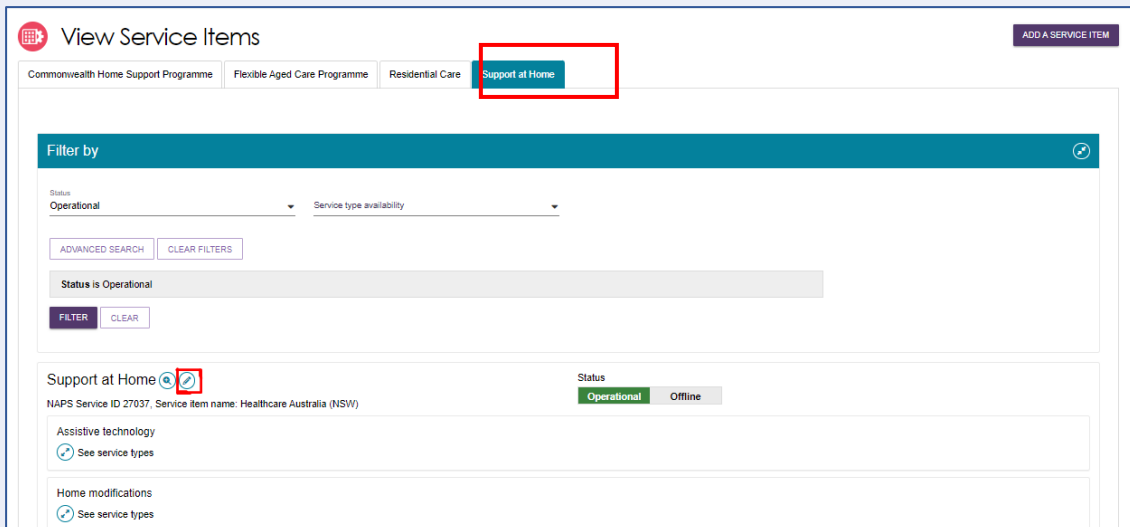 View Service Items
ADD A SERVICE ITEM
Commonwealth Home Support Programme Flexible Aged Care Programme Residential Care Support at Home
Filter by
Status
Operational
Service type availability
ADVANCED SEARCH CLEAR FILTERS
Status is Operational
FILTER CLEAR
Support at Home
Status
Operational Offline
NAPS Service ID 27037, Service item name: Healthcare Australia (NSW)
Assistive technology
See service types
Home modifications
See service types